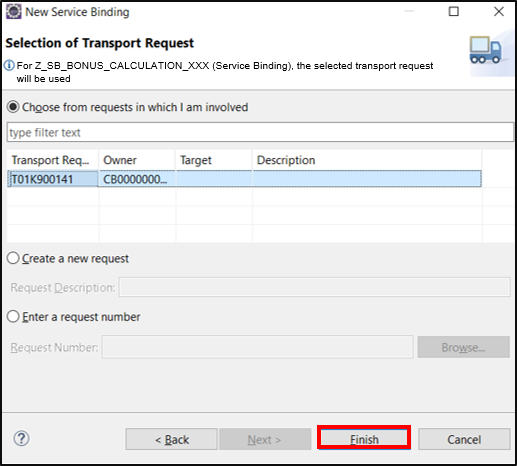 New Service Binding
Selection of Transport Request
For Z_SB_BONUS_CALCULATION_XXX (Service Binding), the selected transport request
will be used
Choose from requests in which I am involved
type filter text
Transport Req... Owner Target Description
T01K900141 CB0000000...
Create a new request
Request Description:
Enter a request number
Request Number: Browse...
< Back Next > Finish Cancel